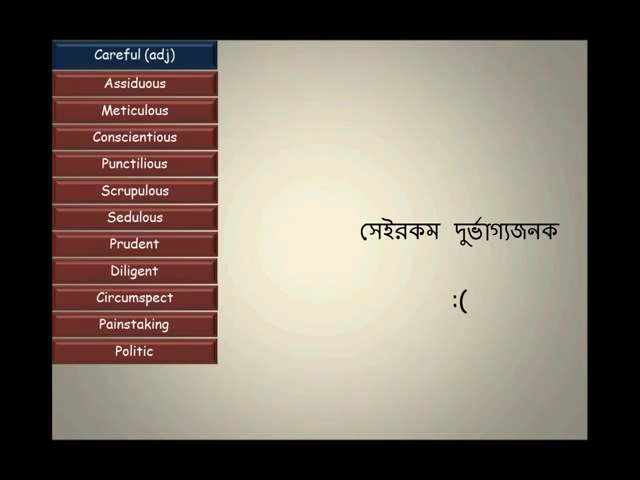 Careful (adj)
Assiduous
Meticulous
Conscientious
Punctilious
Scrupulous
Sedulous
Prudent
Diligent
Circumspect
Painstaking
Politic
সেইরকম দুর্ভাগ্যজনক
:(